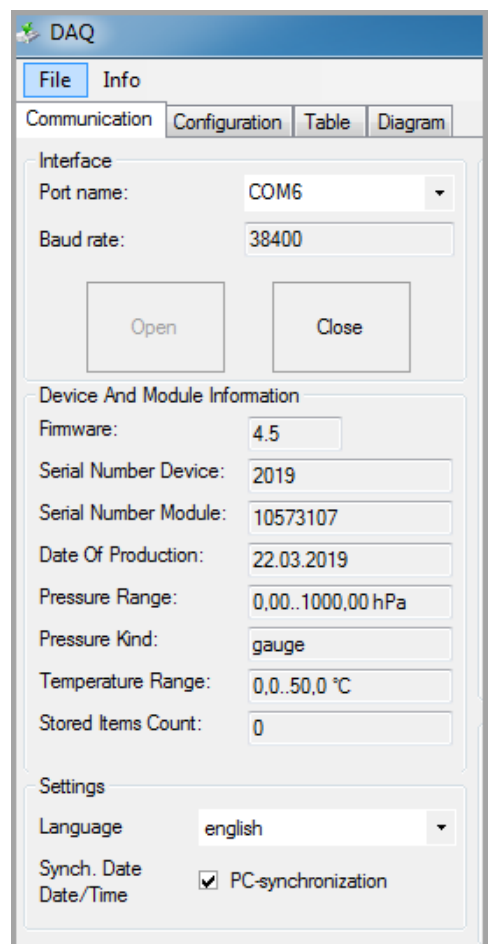 DAQ
File Info
Communication Configuration Table Diagram
Interface
Port name: COM6
Baud rate: 38400
Open Close
Device And Module Information
Firmware: 4.5
Serial Number Device: 2019
Serial Number Module: 10573107
Date Of Production: 22.03.2019
Pressure Range: 0,00..1000,00 hPa
Pressure Kind: gauge
Temperature Range: 0,0..50,0 °C
Stored Items Count: 0
Settings
Language english
Synch. Date
Date/Time PC-synchronization